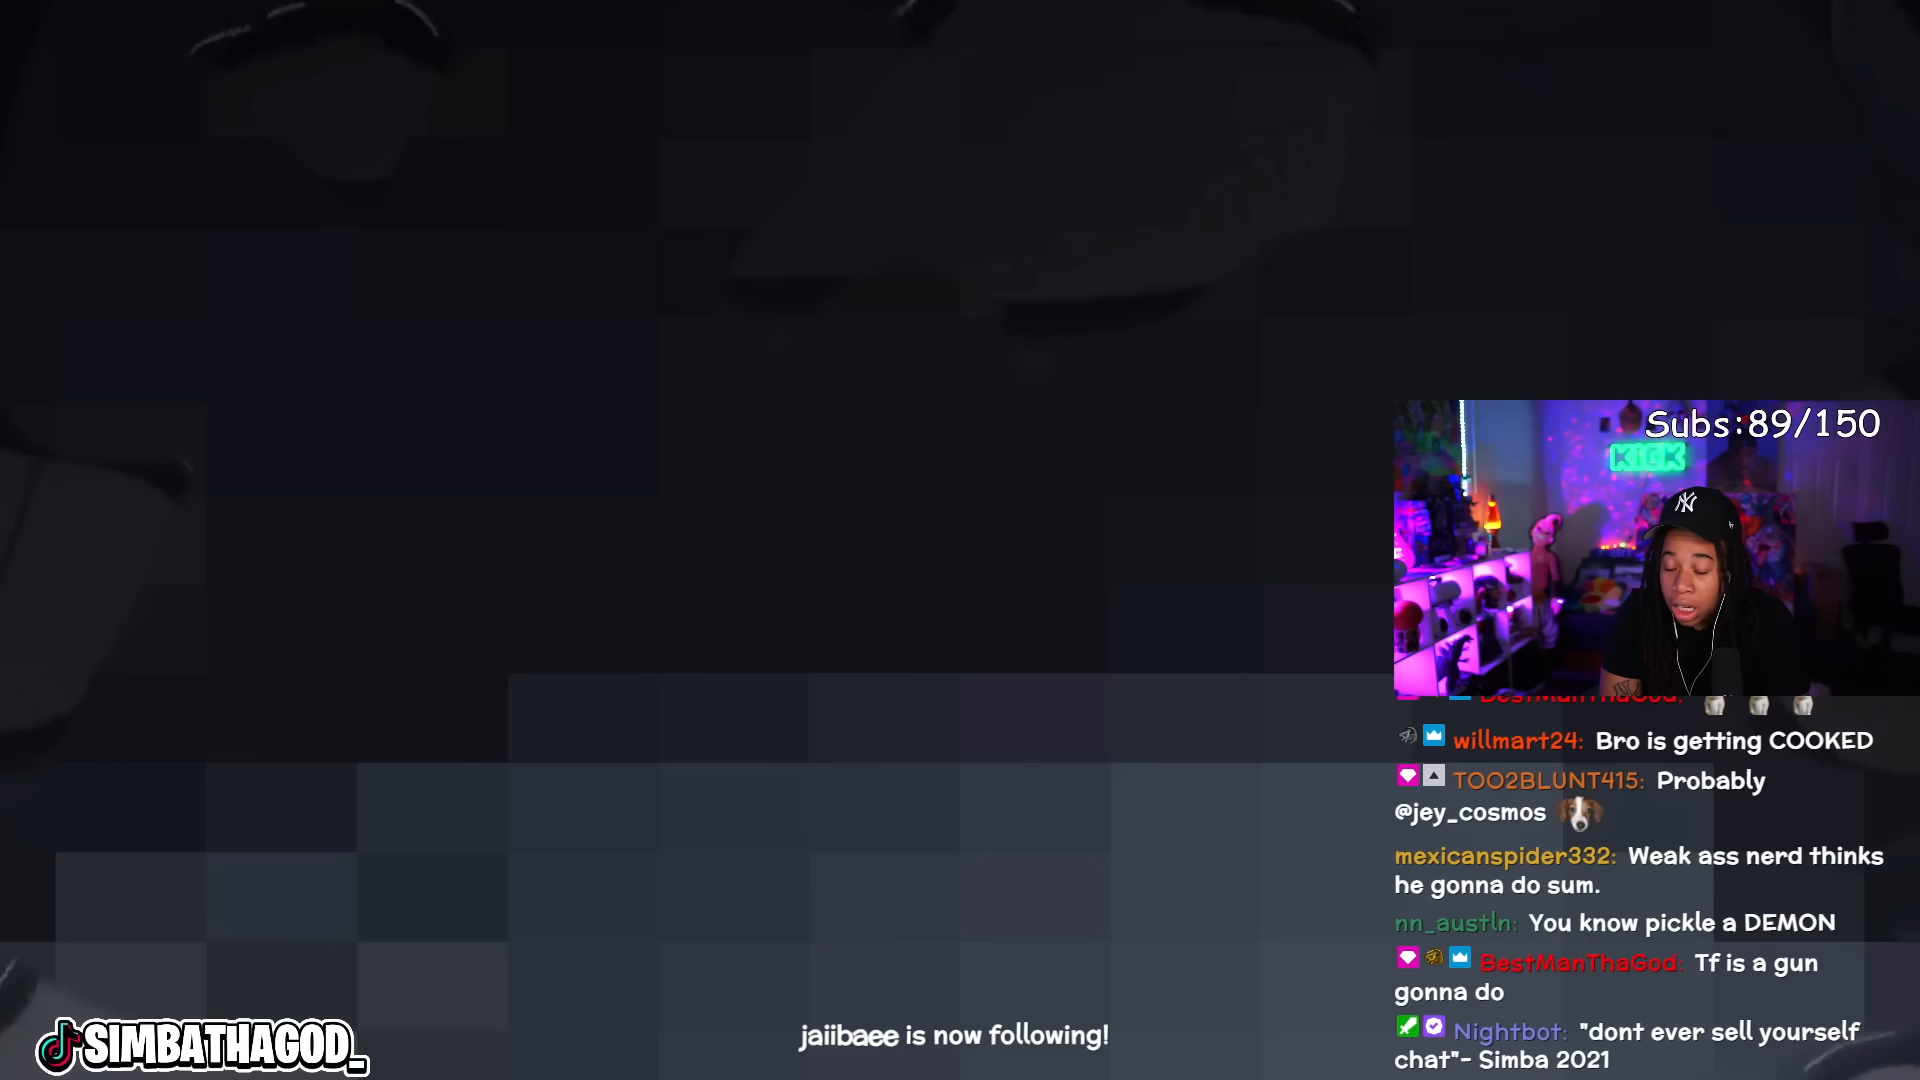 Subs:89/150
KICK
NY
BestManThaGod:
willmart24: Bro is getting COOKED
TOO2BLUNT415: Probably
@jey_cosmos
mexicanspider332: Weak ass nerd thinks
he gonna do sum.
nn_austln: You know pickle a DEMON
BestManThaGod: Tf is a gun
gonna do
Nightbot: "dont ever sell yourself
chat"- Simba 2021
SIMBATHAGOD_
jaiibaee is now following!